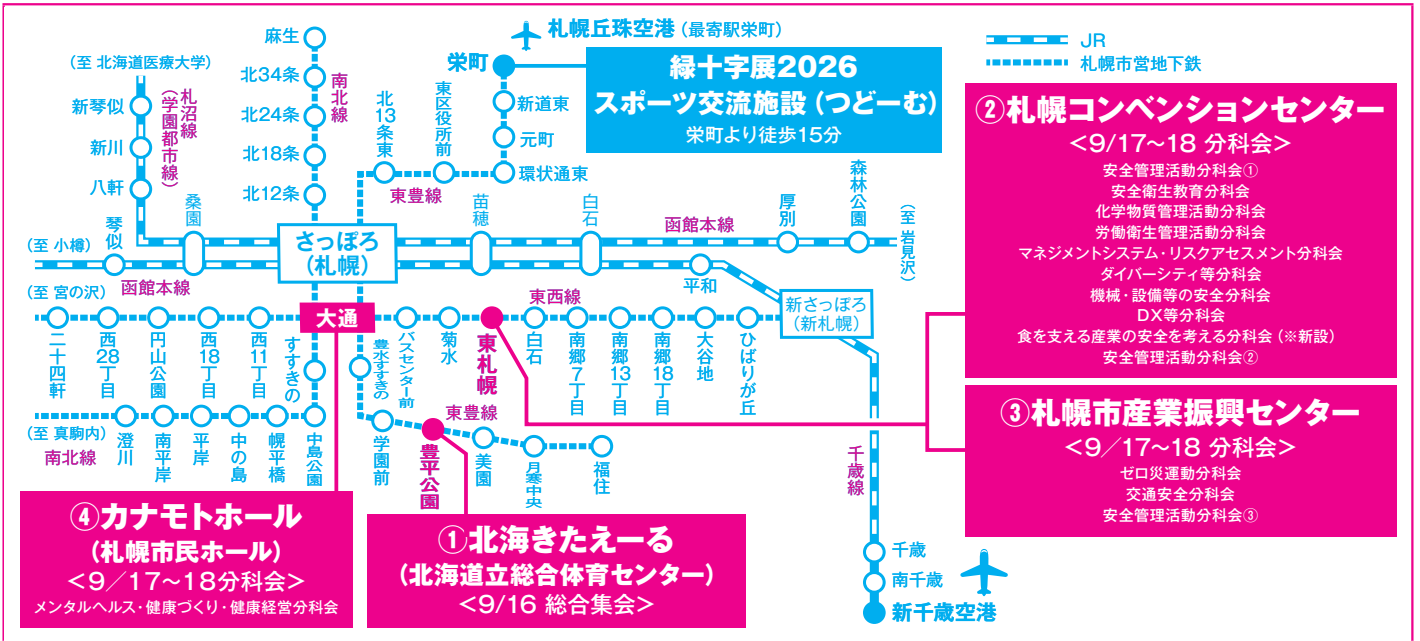 札幌丘珠空港（最寄駅栄町）
JR
札幌市営地下鉄
麻生
北34条
北24条
北18条
北12条
南北線
(至 北海道医療大学)
新琴似
新川
八軒
札沼線
(学園都市線)
桑園
琴似
(至 小樽)
函館本線
栄町
新道東
元町
環状通東
東区役所前
北13条東
東豊線
緑十字展2026
スポーツ交流施設（つどーむ）
栄町より徒歩15分
さっぽろ
(札幌)
苗穂
白石
函館本線
厚別
森林公園
(至 岩見沢)
平和
(至 宮の沢)
二十四軒
西28丁目
円山公園
西18丁目
西11丁目
大通
バスセンター前
菊水
東札幌
白石
南郷7丁目
南郷13丁目
南郷18丁目
大谷地
ひばりが丘
東西線
新さっぽろ
(新札幌)
すすきの
中島公園
幌平橋
中の島
平岸
南平岸
澄川
(至 真駒内)
南北線
豊水すすきの
学園前
豊平公園
東豊線
美園
月寒中央
福住
千歳線
千歳
南千歳
新千歳空港
②札幌コンベンションセンター
<9/17~18 分科会>
安全管理活動分科会①
安全衛生教育分科会
化学物質管理活動分科会
労働衛生管理活動分科会
マネジメントシステム・リスクアセスメント分科会
ダイバーシティ等分科会
機械・設備等の安全分科会
DX等分科会
食を支える産業の安全を考える分科会（※新設）
安全管理活動分科会②
③札幌市産業振興センター
<9/17~18 分科会>
ゼロ災運動分科会
交通安全分科会
安全管理活動分科会③
④カナモトホール
(札幌市民ホール)
<9/17~18分科会>
メンタルヘルス・健康づくり・健康経営分科会
①北海きたえーる
(北海道立総合体育センター)
<9/16 総合集会>